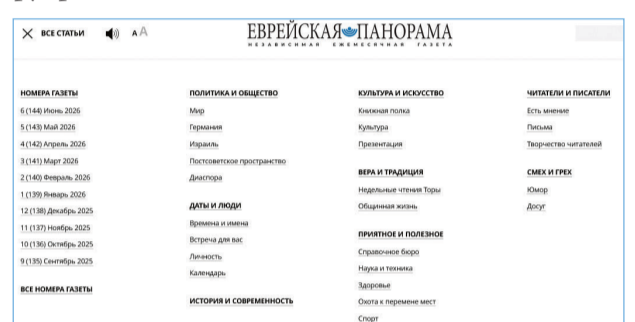 ВСЕ СТАТЬИ
A A
ЕВРЕЙСКАЯ ПАНОРАМА
НЕЗАВИСИМАЯ ЕЖЕМЕСЯЧНАЯ ГАЗЕТА
НОМЕРА ГАЗЕТЫ
6 (144) Июнь 2026
5 (143) Май 2026
4 (142) Апрель 2026
3 (141) Март 2026
2 (140) Февраль 2026
1 (139) Январь 2026
12 (138) Декабрь 2025
11 (137) Ноябрь 2025
10 (136) Октябрь 2025
9 (135) Сентябрь 2025
ВСЕ НОМЕРА ГАЗЕТЫ
ПОЛИТИКА И ОБЩЕСТВО
Мир
Германия
Израиль
Постсоветское пространство
Диаспора
ДАТЫ И ЛЮДИ
Времена и имена
Встреча для вас
Личность
Календарь
ИСТОРИЯ И СОВРЕМЕННОСТЬ
КУЛЬТУРА И ИСКУССТВО
Книжная полка
Культура
Презентация
ВЕРА И ТРАДИЦИЯ
Недельные чтения Торы
Общинная жизнь
ПРИЯТНОЕ И ПОЛЕЗНОЕ
Справочное бюро
Наука и техника
Здоровье
Охота к перемене мест
Спорт
ЧИТАТЕЛИ И ПИСАТЕЛИ
Есть мнение
Письма
Творчество читателей
СМЕХ И ГРЕХ
Юмор
Досуг